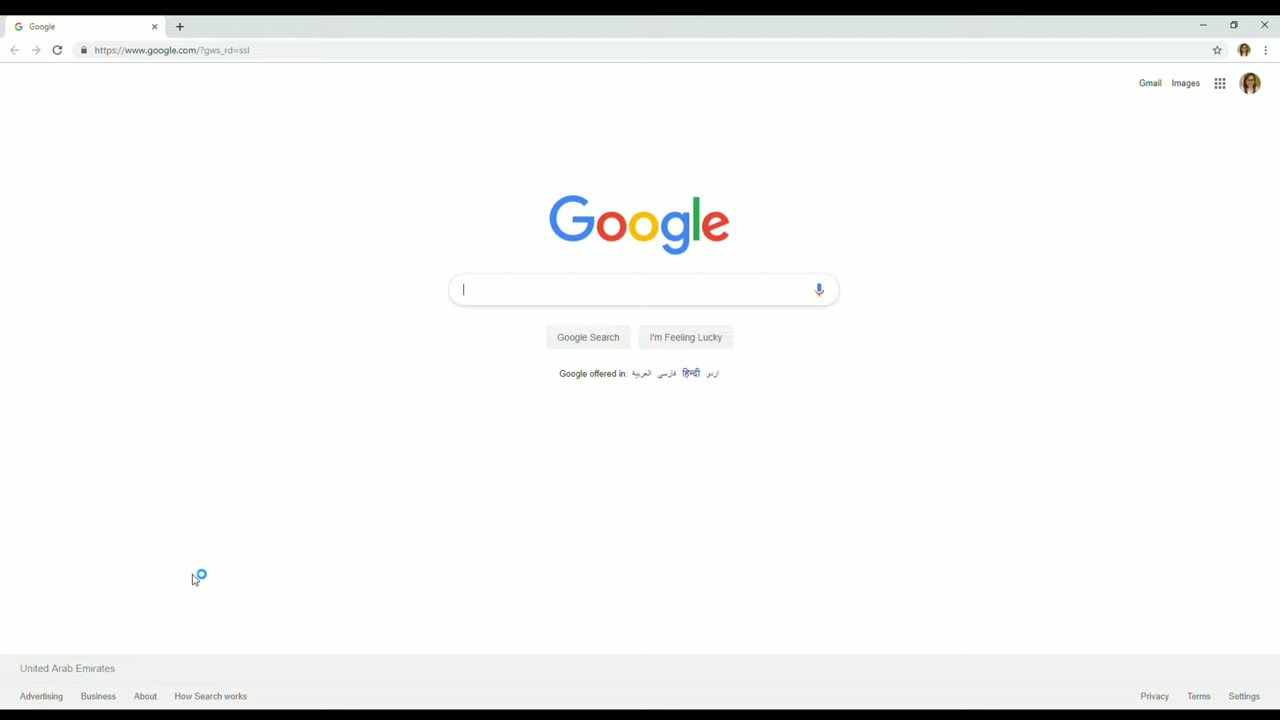 Google
https://www.google.com/?gws_rd=ssl
Gmail Images
Google
Google Search I'm Feeling Lucky
Google offered in: العربية فارسی हिन्दी اردو
United Arab Emirates
Advertising Business About How Search works Privacy Terms Settings